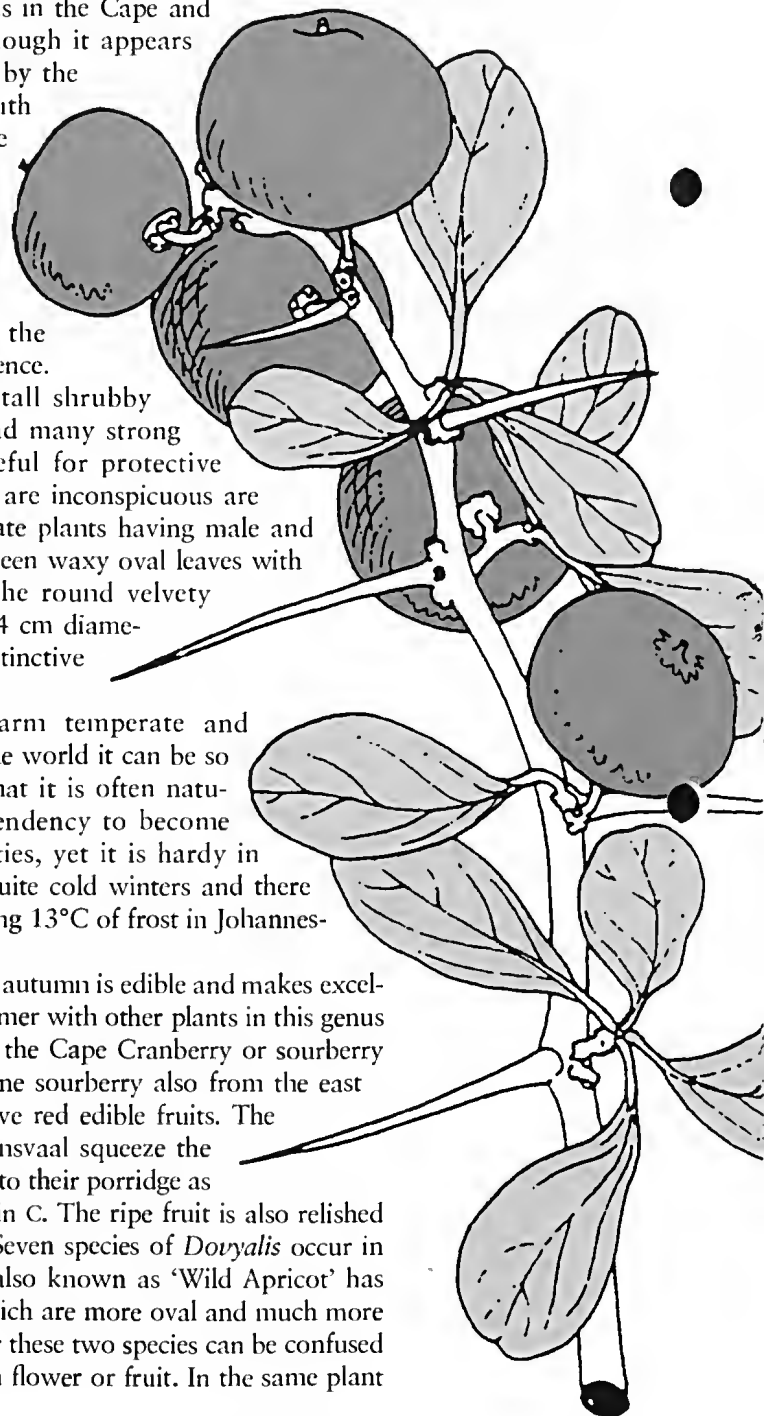 s in the Cape and
ough it appears
by the
ith
e
the
ence.
tall shrubby
d many strong
eful for protective
are inconspicuous are
ate plants having male and
een waxy oval leaves with
he round velvety
4 cm diame-
tinctive
arm temperate and
e world it can be so
hat it is often natu-
endency to become
ties, yet it is hardy in
uite cold winters and there
ng 13°C of frost in Johannes-
autumn is edible and makes excel-
mer with other plants in this genus
the Cape Cranberry or sourberry
ne sourberry also from the east
ve red edible fruits. The
nsvaal squeeze the
to their porridge as
in C. The ripe fruit is also relished
Seven species of Dovyalis occur in
also known as ‘Wild Apricot’ has
ich are more oval and much more
r these two species can be confused
n flower or fruit. In the same plant